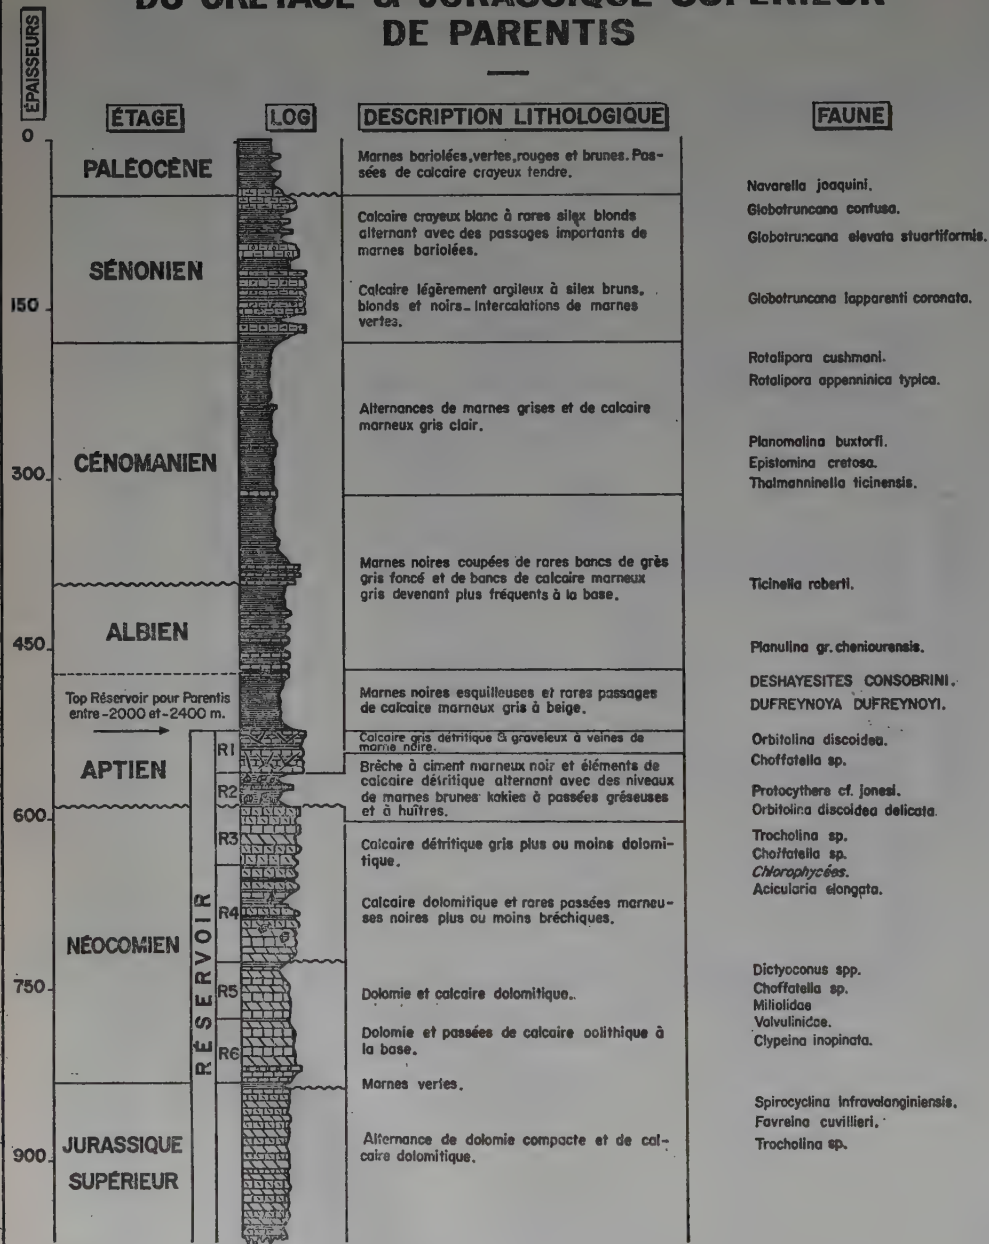 DU CRÉTACÉ & JURASSIQUE SUPÉRIEUR
DE PARENTIS
ÉPAISSEURS
ÉTAGE
LOG
DESCRIPTION LITHOLOGIQUE
FAUNE
0
PALÉOCÈNE
Marnes bariolées, vertes, rouges et brunes. Pas-
sées de calcaire crayeux tendre.
Navarella joaquini.
Globotruncana contusa.
Globotruncana elevata stuartiformis.
SÉNONIEN
Calcaire crayeux blanc à rares silex blonds
alternant avec des passages importants de
marnes bariolées.
Calcaire légèrement argileux à silex bruns,
blonds et noirs_ Intercalations de marnes
vertes.
Globotruncana lapparenti coronata.
150
CÉNOMANIEN
Alternances de marnes grises et de calcaire
marneux gris clair.
Rotalipora cushmani.
Rotalipora appenninica typica.
Planomalina buxtorfi.
Epistomina cretosa.
Thalmanninella ticinensis.
300
Marnes noires coupées de rares bancs de grès
gris foncé et de bancs de calcaire marneux
gris devenant plus fréquents à la base.
Ticinella roberti.
ALBIEN
450
Planulina gr. cheniourensis.
Top Réservoir pour Parentis
entre -2000 et -2400 m.
Marnes noires esquilleuses et rares passages
de calcaire marneux gris à beige.
DESHAYESITES CONSOBRINI.
DUFREYNOYA DUFREYNOYI.
APTIEN
R1
Calcaire gris détritique & graveleux à veines de
marne noire.
Orbitolina discoidea.
Choffatella sp.
R2
Brêche à ciment marneux noir et éléments de
calcaire détritique alternant avec des niveaux
de marnes brunes kakies à passées gréseuses
et à huîtres.
Protocythere cf. jonesi.
Orbitolina discoidea delicata.
600
R3
Calcaire détritique gris plus ou moins dolomi-
tique.
Trocholina sp.
Choffatella sp.
Chlorophycées.
Acicularia elongata.
RÉSERVOIR
NÉOCOMIEN
R4
Calcaire dolomitique et rares passées marneu-
ses noires plus ou moins bréchiques.
750
R5
Dolomie et calcaire dolomitique.
Dictyoconus spp.
Choffatella sp.
Miliolidae
Valvulinidae.
Clypeina inopinata.
R6
Dolomie et passées de calcaire oolithique à
la base.
Marnes vertes.
JURASSIQUE
SUPÉRIEUR
900
Alternance de dolomie compacte et de cal-
caire dolomitique.
Spirocyclina infravalanginiensis.
Favreina cuvillieri.
Trocholina sp.